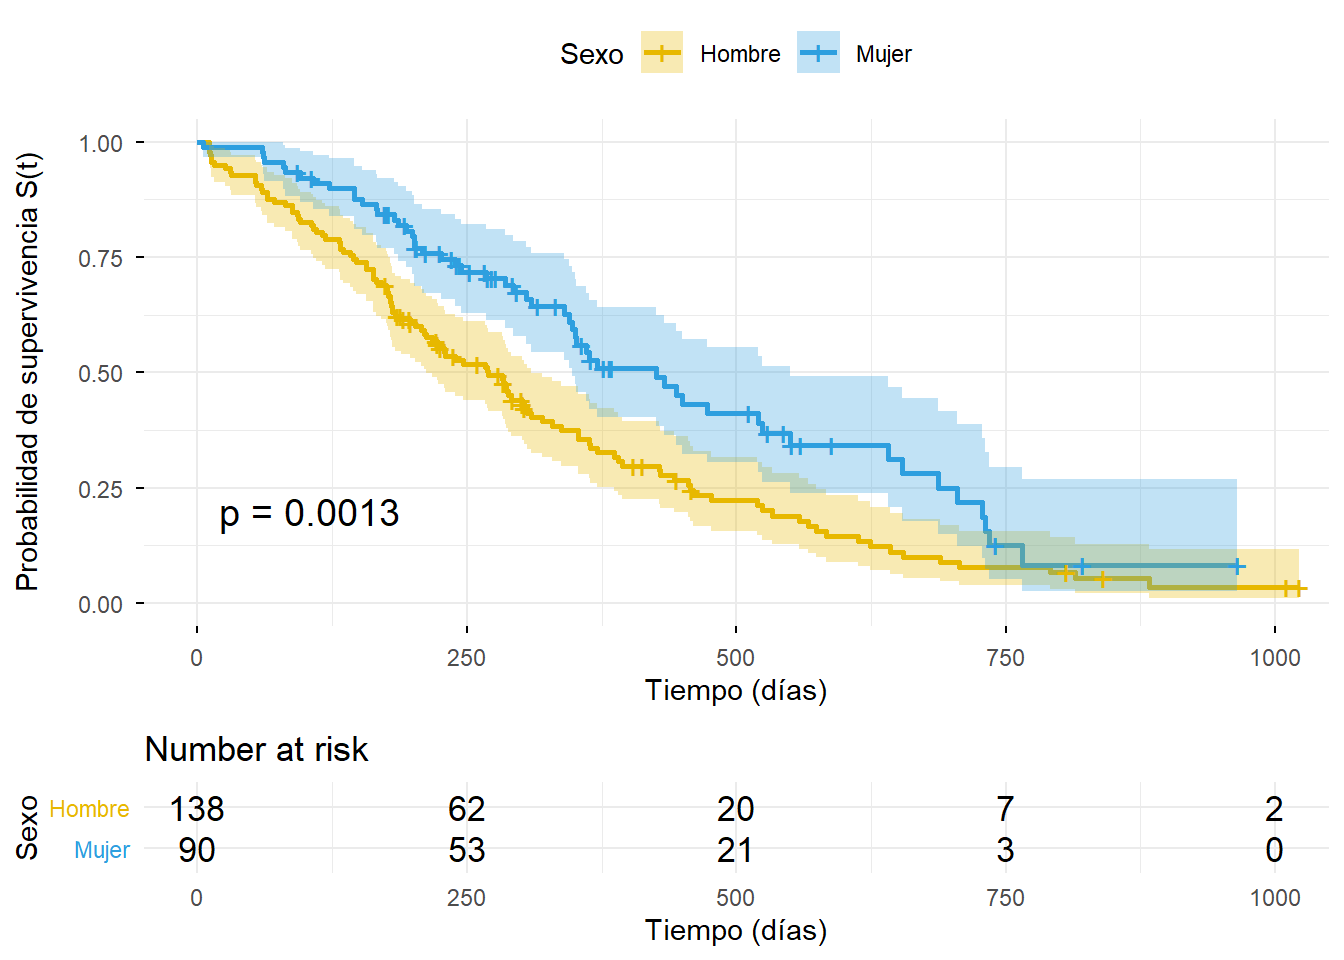 Sexo Hombre Mujer
Probabilidad de supervivencia S(t)
1.00
0.75
0.50
0.25
0.00
p = 0.0013
0 250 500 750 1000
Tiempo (días)
Number at risk
Sexo
Hombre 138 62 20 7 2
Mujer 90 53 21 3 0
0 250 500 750 1000
Tiempo (días)